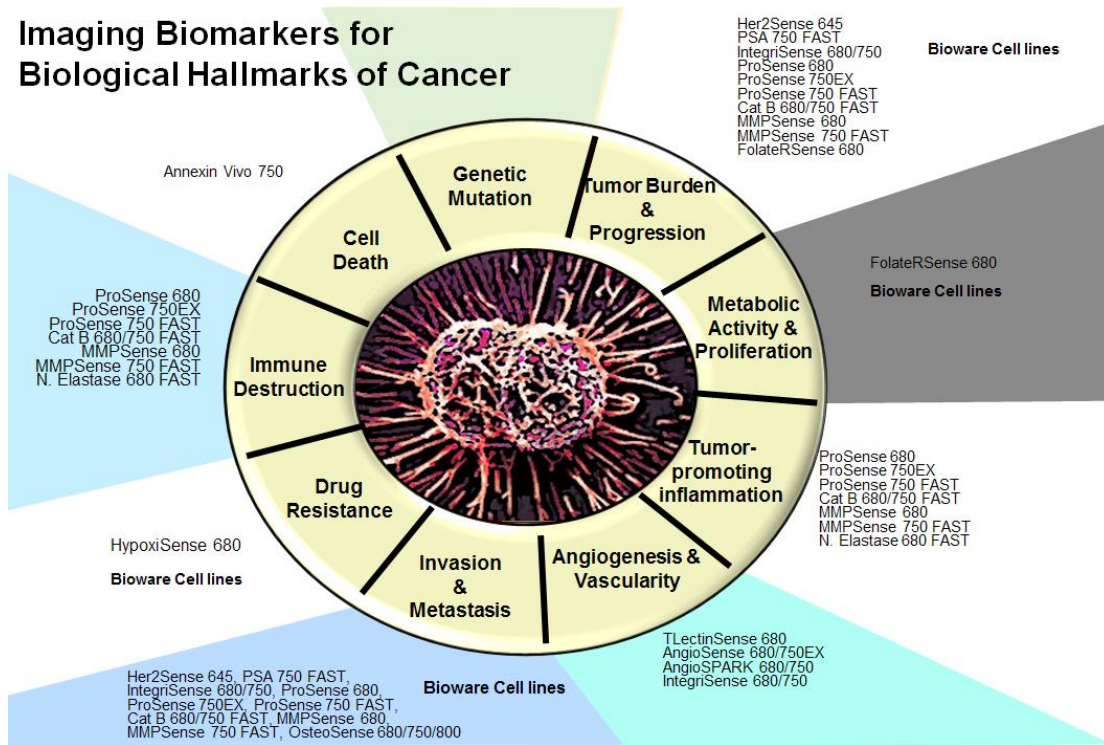 Imaging Biomarkers for
Biological Hallmarks of Cancer
Her2Sense 645
PSA 750 FAST
IntegriSense 680/750
ProSense 680
ProSense 750EX
ProSense 750 FAST
Cat B 680/750 FAST
MMPSense 680
MMPSense 750 FAST
FolateRSense 680
Bioware Cell lines
Annexin Vivo 750
Genetic
Mutation
Tumor Burden
&
Progression
Cell
Death
FolateRSense 680
Bioware Cell lines
Metabolic
Activity &
Proliferation
ProSense 680
ProSense 750EX
ProSense 750 FAST
Cat B 680/750 FAST
MMPSense 680
MMPSense 750 FAST
N. Elastase 680 FAST
Immune
Destruction
Tumor-
promoting
inflammation
ProSense 680
ProSense 750EX
ProSense 750 FAST
Cat B 680/750 FAST
MMPSense 680
MMPSense 750 FAST
N. Elastase 680 FAST
Drug
Resistance
HypoxiSense 680
Bioware Cell lines
Invasion
&
Metastasis
Angiogenesis &
Vascularity
TLectinSense 680
AngioSense 680/750EX
AngioSPARK 680/750
IntegriSense 680/750
Her2Sense 645, PSA 750 FAST,
IntegriSense 680/750, ProSense 680,
ProSense 750EX, ProSense 750 FAST,
Cat B 680/750 FAST, MMPSense 680,
MMPSense 750 FAST, OsteoSense 680/750/800
Bioware Cell lines